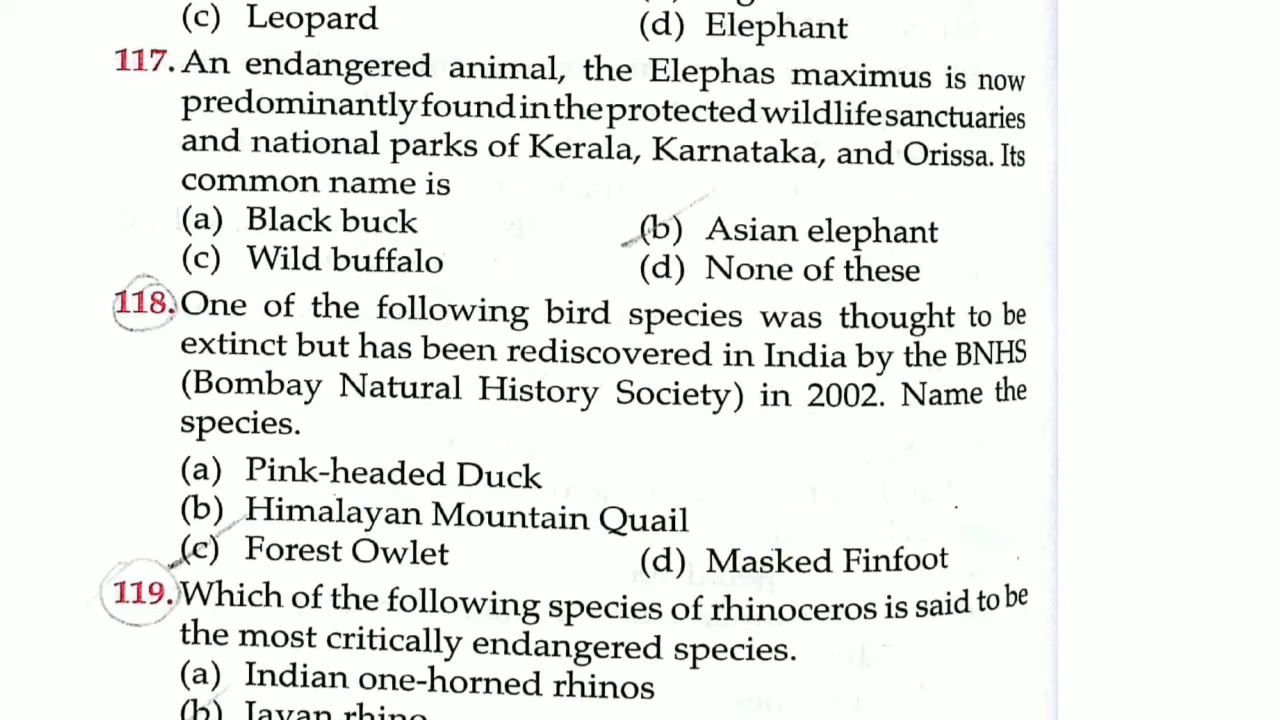 (c) Leopard (d) Elephant
117. An endangered animal, the Elephas maximus is now
predominantly found in the protected wildlife sanctuaries
and national parks of Kerala, Karnataka, and Orissa. Its
common name is
(a) Black buck (b) Asian elephant
(c) Wild buffalo (d) None of these
118. One of the following bird species was thought to be
extinct but has been rediscovered in India by the BNHS
(Bombay Natural History Society) in 2002. Name the
species.
(a) Pink-headed Duck
(b) Himalayan Mountain Quail
(c) Forest Owlet (d) Masked Finfoot
119. Which of the following species of rhinoceros is said to be
the most critically endangered species.
(a) Indian one-horned rhinos
(b) Javan rhino